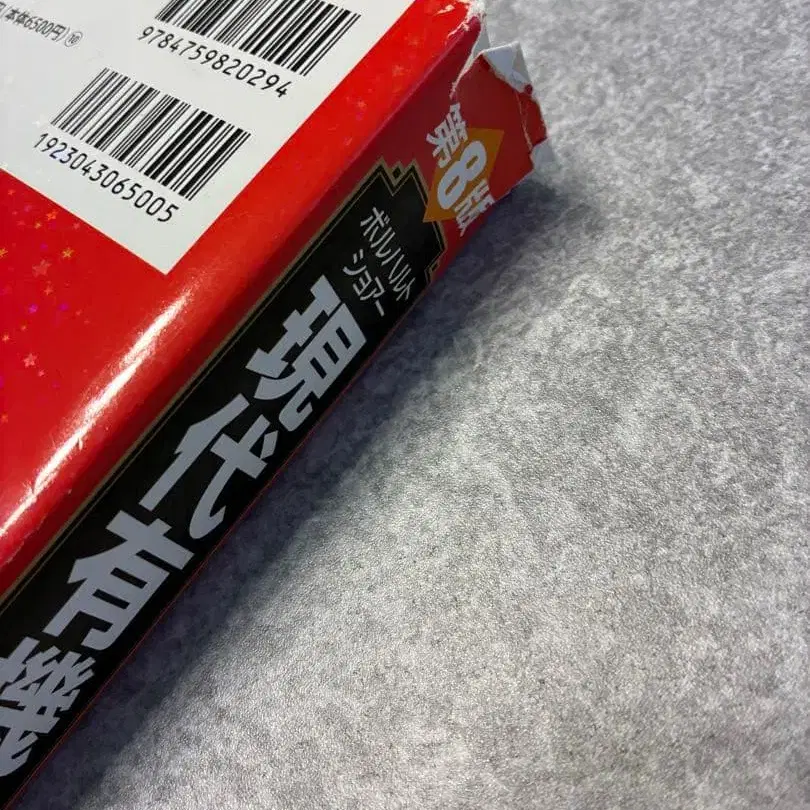 (本体6500円) ⑩
9784759820294
1923043065005
第8版
ボルハルト
ショアー
現代有機